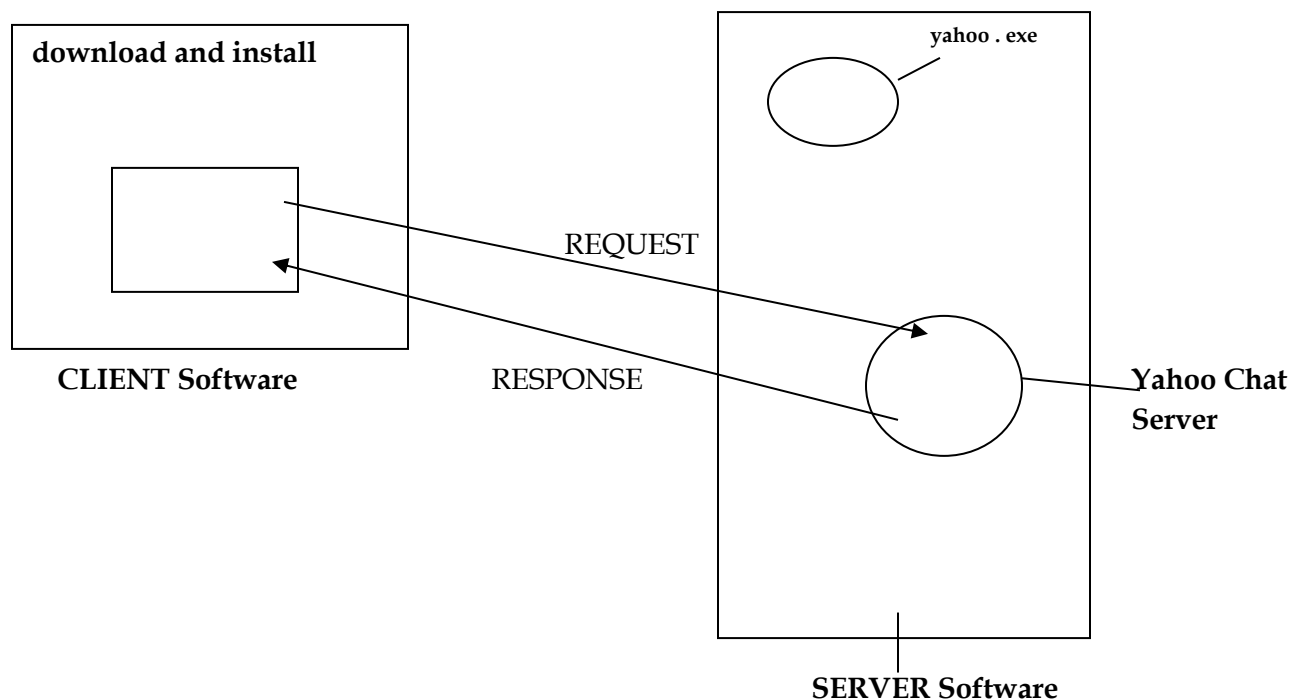 download and install
yahoo . exe
REQUEST
RESPONSE
CLIENT Software
Yahoo Chat
Server
SERVER Software